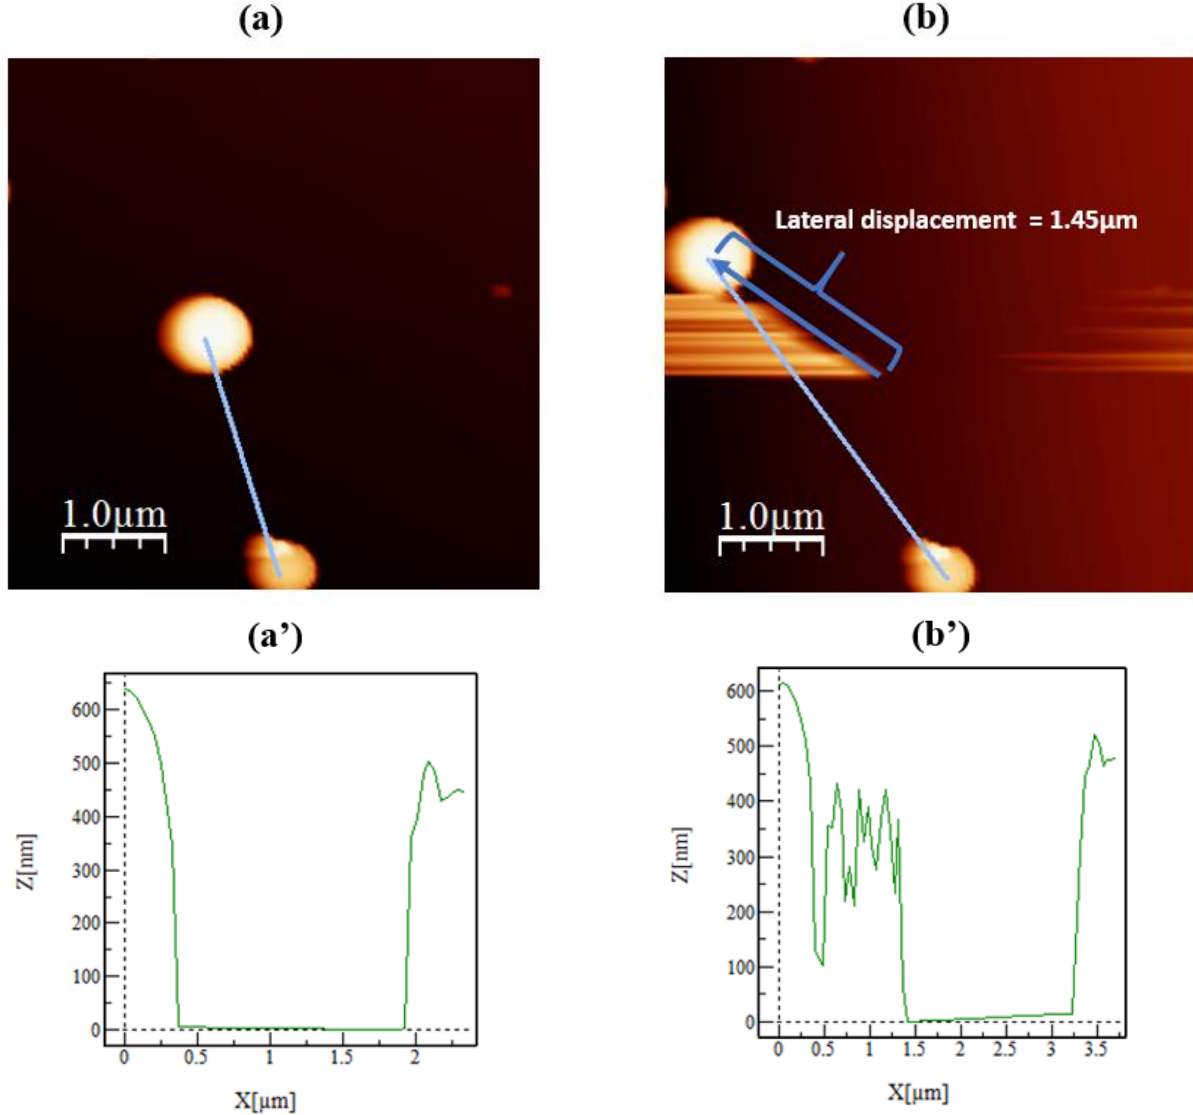 (a)
(b)
Lateral displacement = 1.45µm
1.0µm
1.0µm
(a’)
(b’)
600
500
400
300
200
100
0
Z[nm]
0 0.5 1 1.5 2
X[µm]
600
500
400
300
200
100
0
Z[nm]
0 0.5 1 1.5 2 2.5 3 3.5
X[µm]